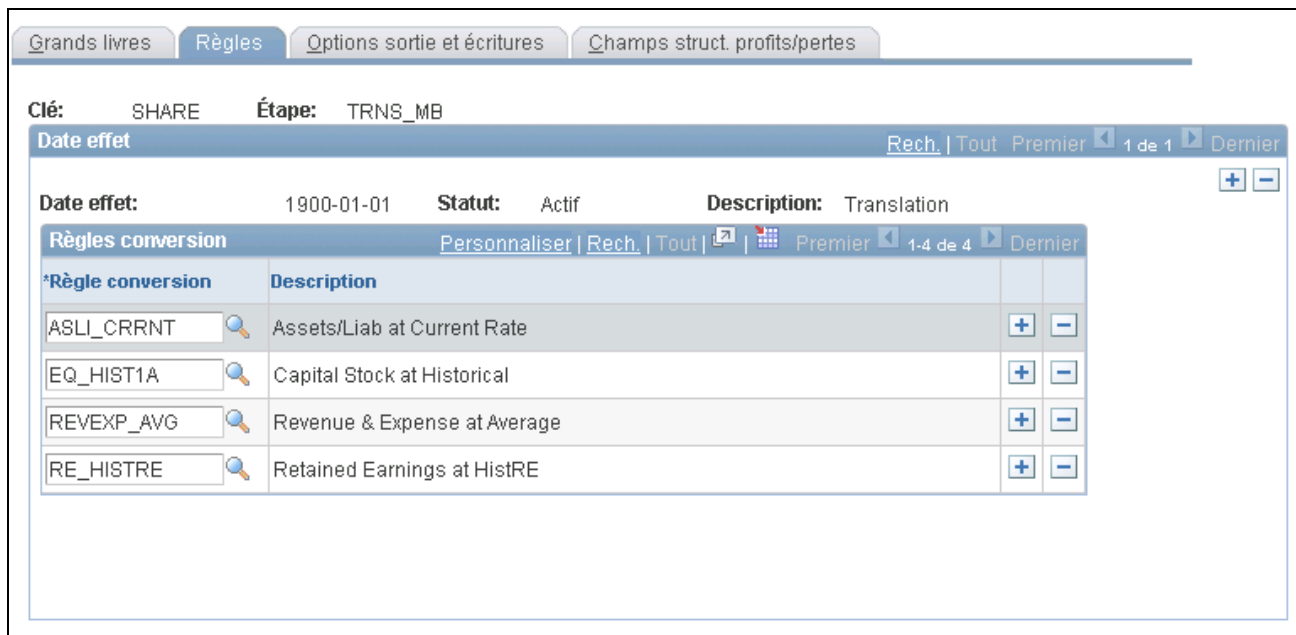 Grands livres Règles Options sortie et écritures Champs struct. profits/pertes
Clé: SHARE Étape: TRNS_MB
Date effet Rech. | Tout Premier 1 de 1 Dernier
Date effet: 1900-01-01 Statut: Actif Description: Translation
Règles conversion Personnaliser | Rech. | Tout | | Premier 1-4 de 4 Dernier
*Règle conversion Description
ASLI_CRRNT Assets/Liab at Current Rate
EQ_HIST1A Capital Stock at Historical
REVEXP_AVG Revenue & Expense at Average
RE_HISTRE Retained Earnings at HistRE